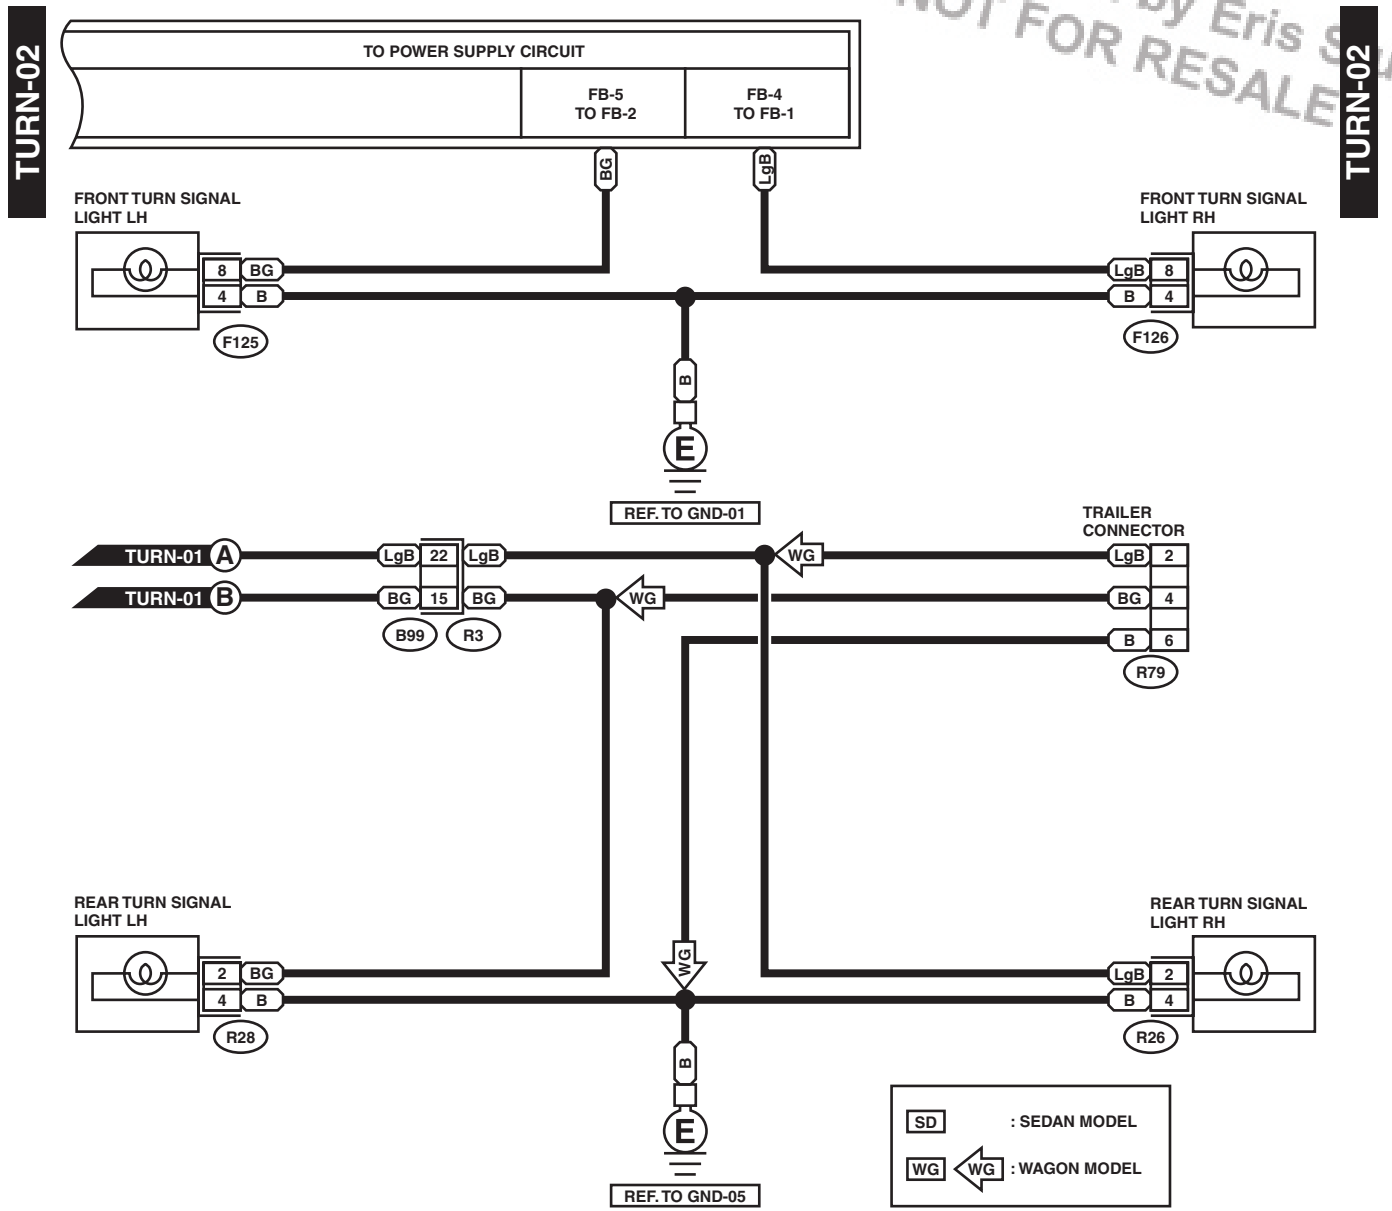 by Eris
NOT FOR RESALE
TURN-02
TURN-02
TO POWER SUPPLY CIRCUIT
FB-5
TO FB-2
FB-4
TO FB-1
BG
LgB
FRONT TURN SIGNAL
LIGHT LH
FRONT TURN SIGNAL
LIGHT RH
8 BG
4 B
F125
LgB 8
B 4
F126
B
E
REF. TO GND-01
TRAILER
CONNECTOR
TURN-01 A
LgB 22 LgB
WG
LgB 2
TURN-01 B
BG 15 BG
WG
BG 4
B99
R3
B 6
R79
REAR TURN SIGNAL
LIGHT LH
REAR TURN SIGNAL
LIGHT RH
WG
2 BG
4 B
R28
LgB 2
B 4
R26
B
E
REF. TO GND-05
SD : SEDAN MODEL
WG WG : WAGON MODEL